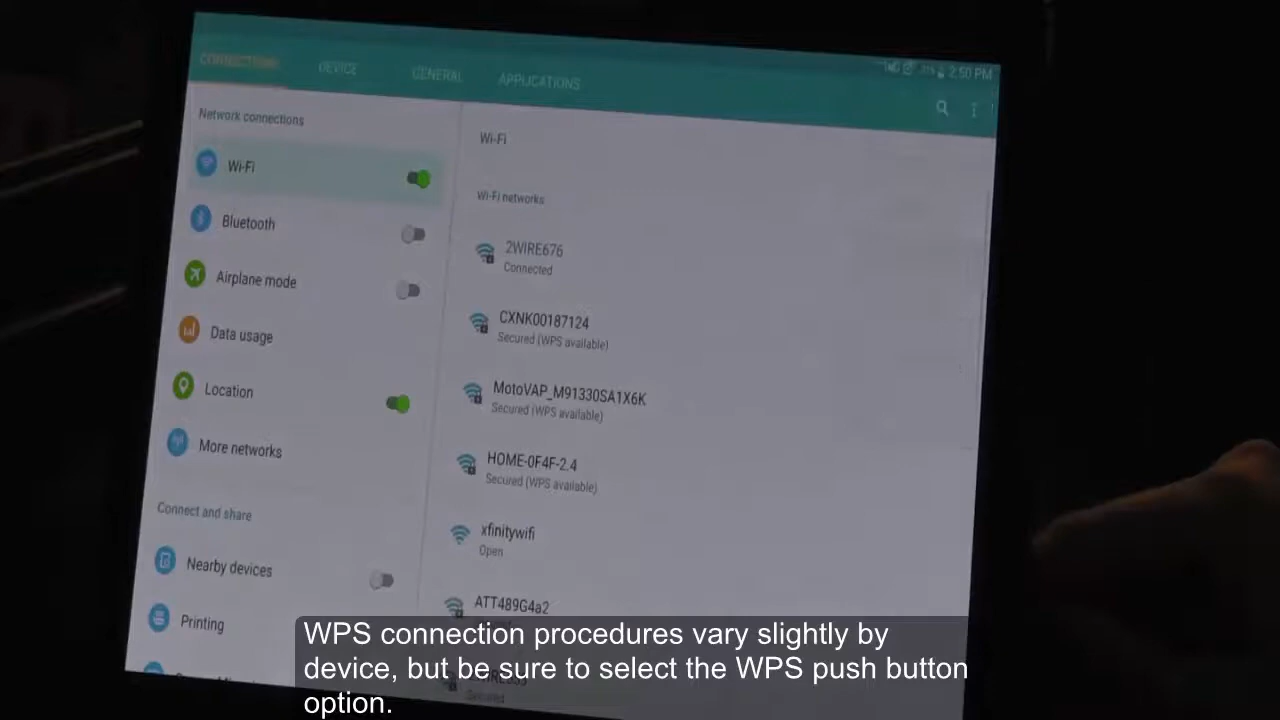 2:50 PM
CONNECTIONS
DEVICE
GENERAL
APPLICATIONS
Network connections
Wi-Fi
Bluetooth
Airplane mode
Data usage
Location
More networks
Connect and share
Nearby devices
Printing
Wi-Fi
Wi-Fi networks
2WIRE676
Connected
CXNK00187124
Secured (WPS available)
MotoVAP_M91330SA1X6K
Secured (WPS available)
HOME-0F4F-2.4
Secured (WPS available)
xfinitywifi
Open
ATT489G4a2
Secured
WPS connection procedures vary slightly by
device, but be sure to select the WPS push button
option.